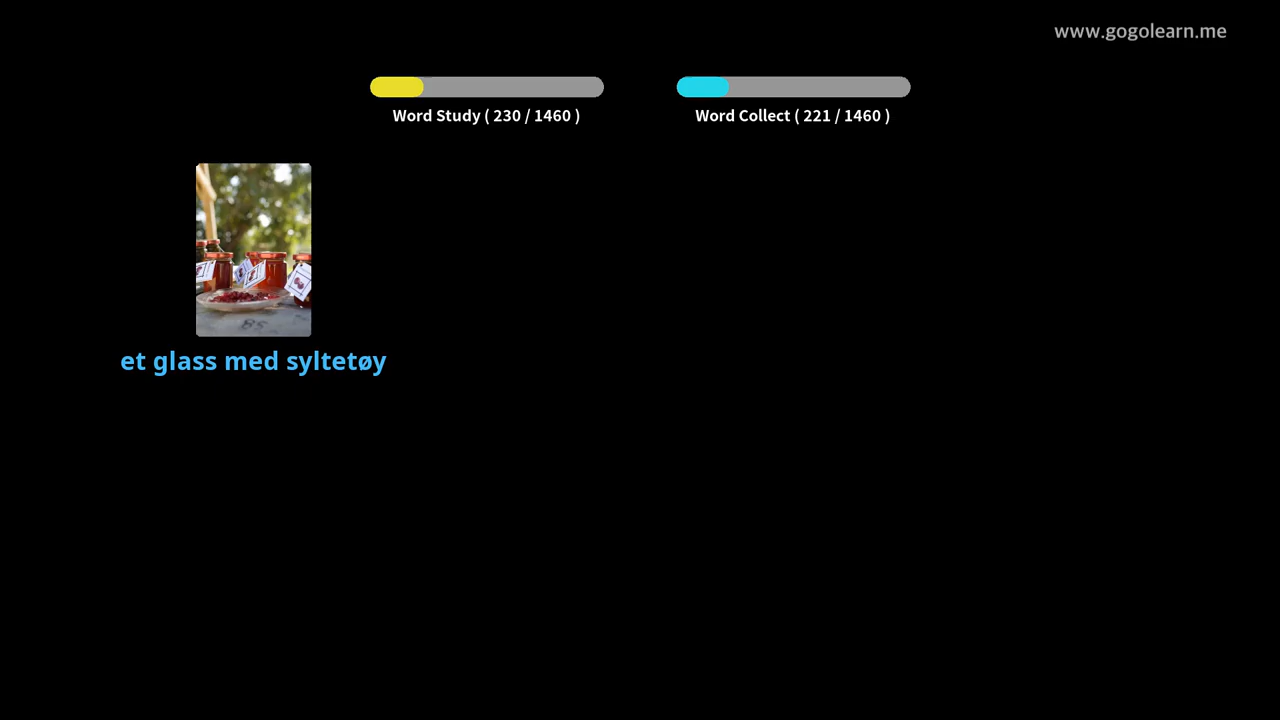 www.gogolearn.me
Word Study ( 230 / 1460 )
Word Collect ( 221 / 1460 )
et glass med syltetøy